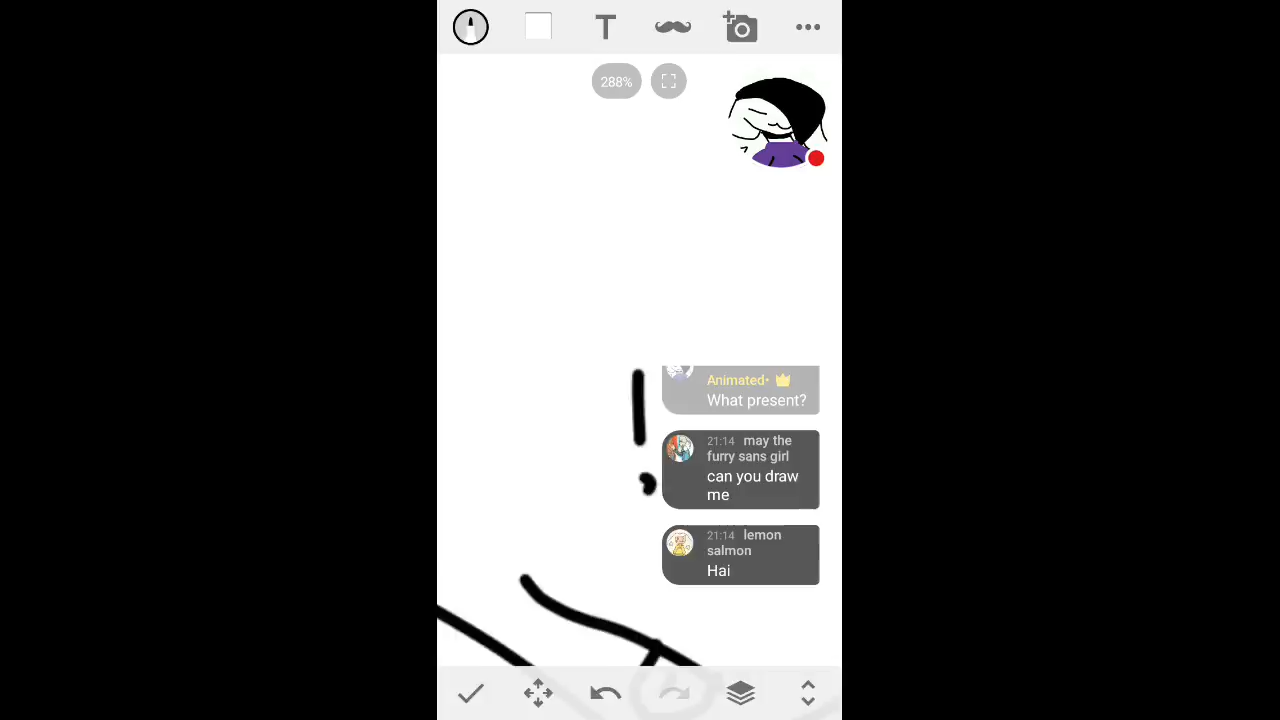 T
288%
Animated•
What present?
21:14 may the
furry sans girl
can you draw
me
21:14 lemon
salmon
Hai